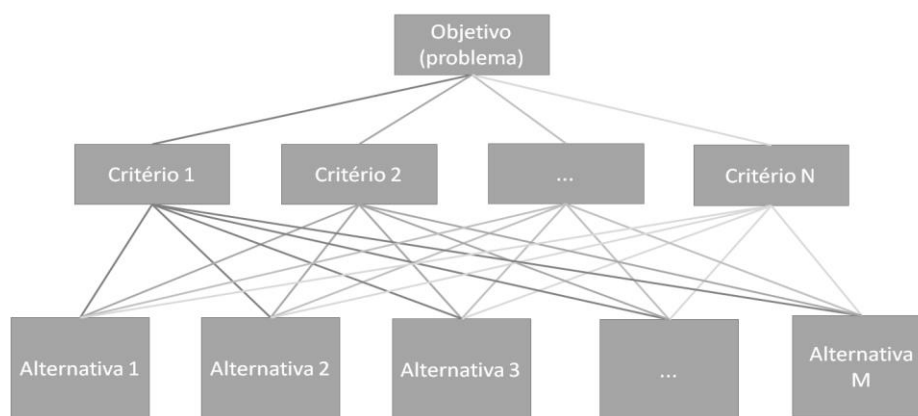 Objetivo
(problema)
Critério 1
Critério 2
...
Critério N
Alternativa 1
Alternativa 2
Alternativa 3
...
Alternativa
M